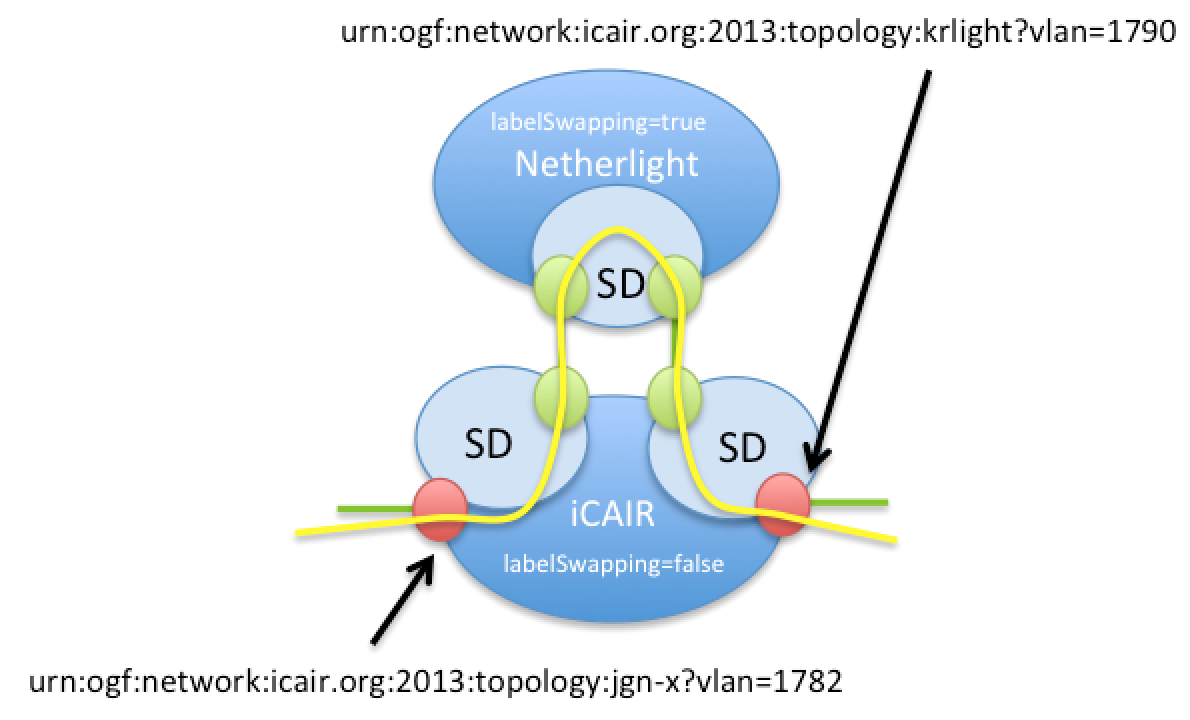 urn:ogf:network:icair.org:2013:topology:krlight?vlan=1790
labelSwapping=true
Netherlight
SD
SD
SD
iCAIR
labelSwapping=false
urn:ogf:network:icair.org:2013:topology:jgn-x?vlan=1782